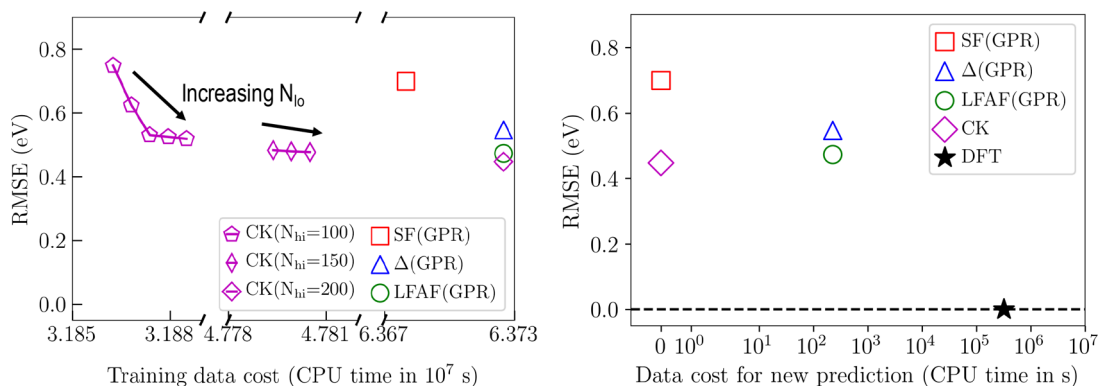 RMSE (eV)
0.8
0.6
0.4
0.2
0.0
Increasing N_lo
CK(N_hi=100)
CK(N_hi=150)
CK(N_hi=200)
SF(GPR)
Δ(GPR)
LFAF(GPR)
3.185 3.188 4.778 4.781 6.367 6.373
Training data cost (CPU time in 10^7 s)
RMSE (eV)
0.8
0.6
0.4
0.2
0.0
SF(GPR)
Δ(GPR)
LFAF(GPR)
CK
DFT
0 10^0 10^1 10^2 10^3 10^4 10^5 10^6 10^7
Data cost for new prediction (CPU time in s)